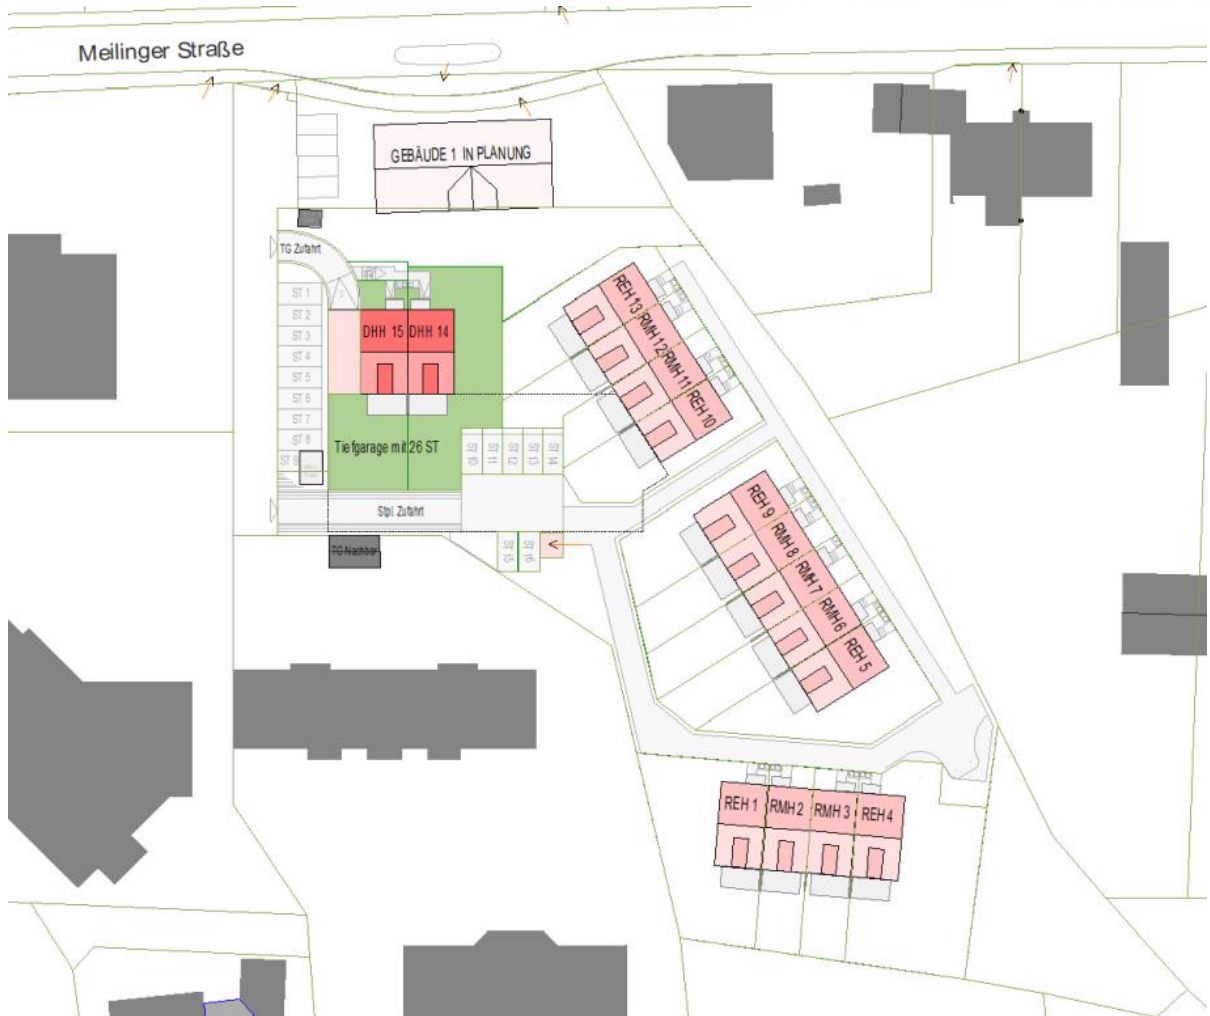 Meilinger Straße
GEBÄUDE 1 IN PLANUNG
TG Zufahrt
ST 1
ST 2
ST 3
ST 4
ST 5
ST 6
ST 7
ST 8
ST 9
DHH 15
DHH 14
Tiefgarage mit 26 ST
ST 10
ST 11
ST 12
ST 13
ST 14
Stpl. Zufahrt
TG Nachbar
ST 15
ST 16
REH 13
RMH 12
RMH 11
REH 10
REH 9
RMH 8
RMH 7
RMH 6
REH 5
REH 1
RMH 2
RMH 3
REH 4